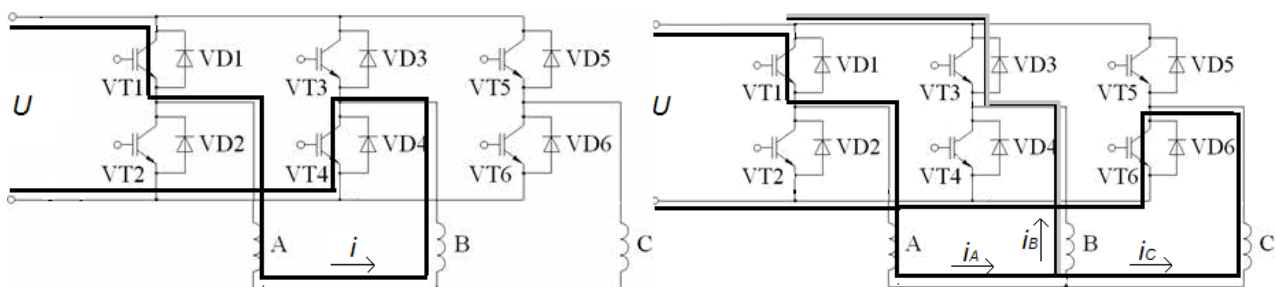 VD1 VD3 VD5
VT1 VT3 VT5
U
VD2 VD4 VD6
VT2 VT4 VT6
A i B C
VD1 VD3 VD5
VT1 VT3 VT5
U
VD2 VD4 VD6
VT2 VT4 VT6
A iA iB B iC C